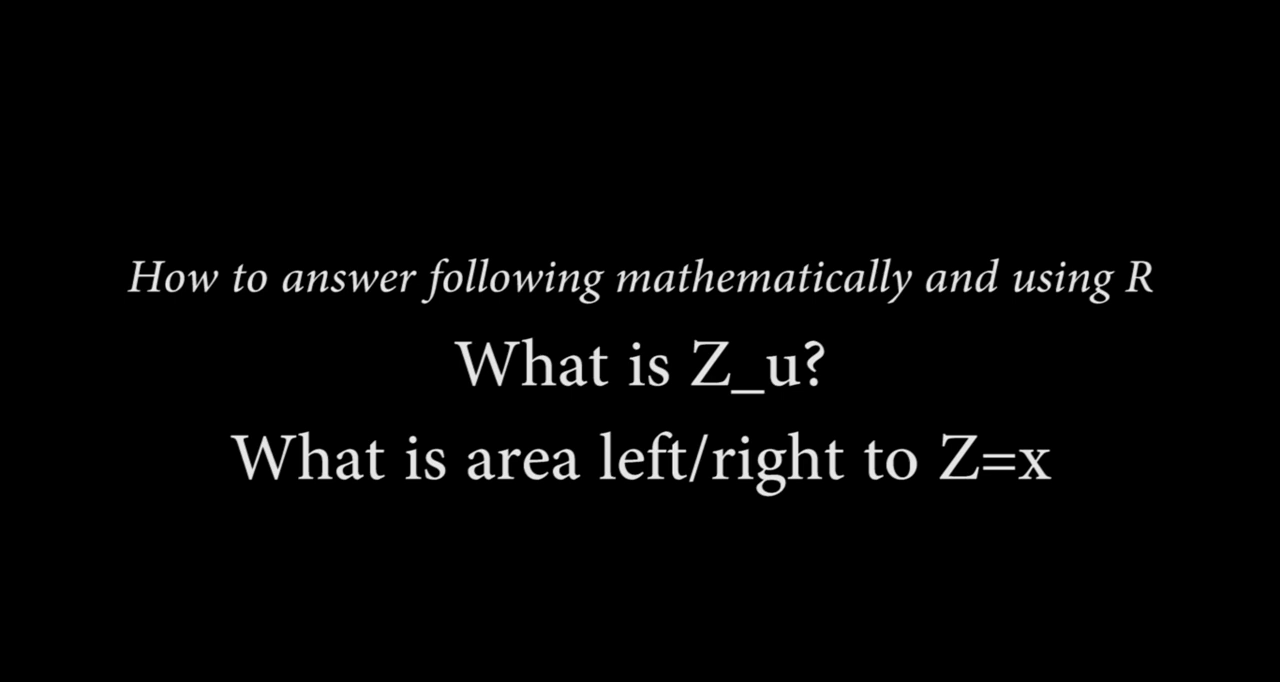 How to answer following mathematically and using R
What is Z_u?
What is area left/right to Z=x